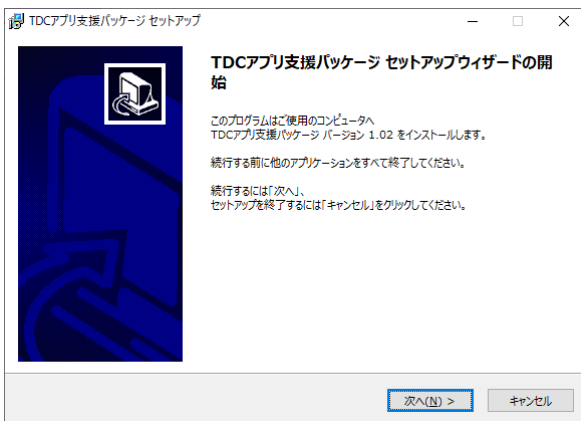 TDCアプリ支援パッケージ セットアップ
TDCアプリ支援パッケージ セットアップウィザードの開
始
このプログラムはご使用のコンピュータへ
TDCアプリ支援パッケージ バージョン 1.02 をインストールします。
続行する前に他のアプリケーションをすべて終了してください。
続行するには「次へ」、
セットアップを終了するには「キャンセル」をクリックしてください。
次へ(N) >
キャンセル